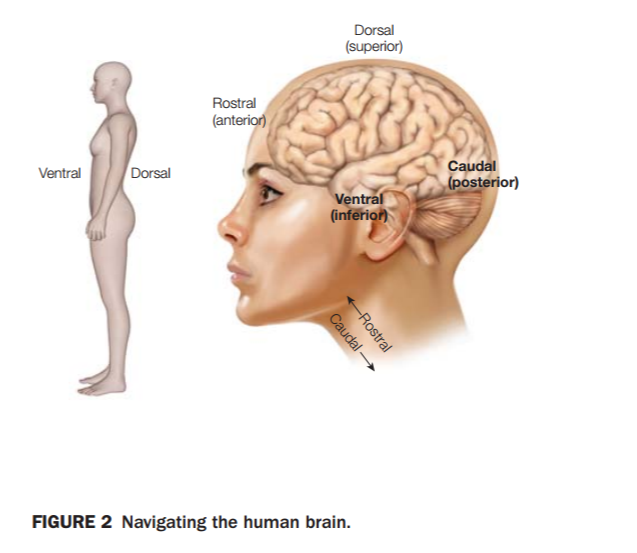 Dorsal
(superior)
Rostral
(anterior)
Ventral
Dorsal
Caudal
(posterior)
Ventral
(inferior)
Rostral
Caudal
FIGURE 2 Navigating the human brain.